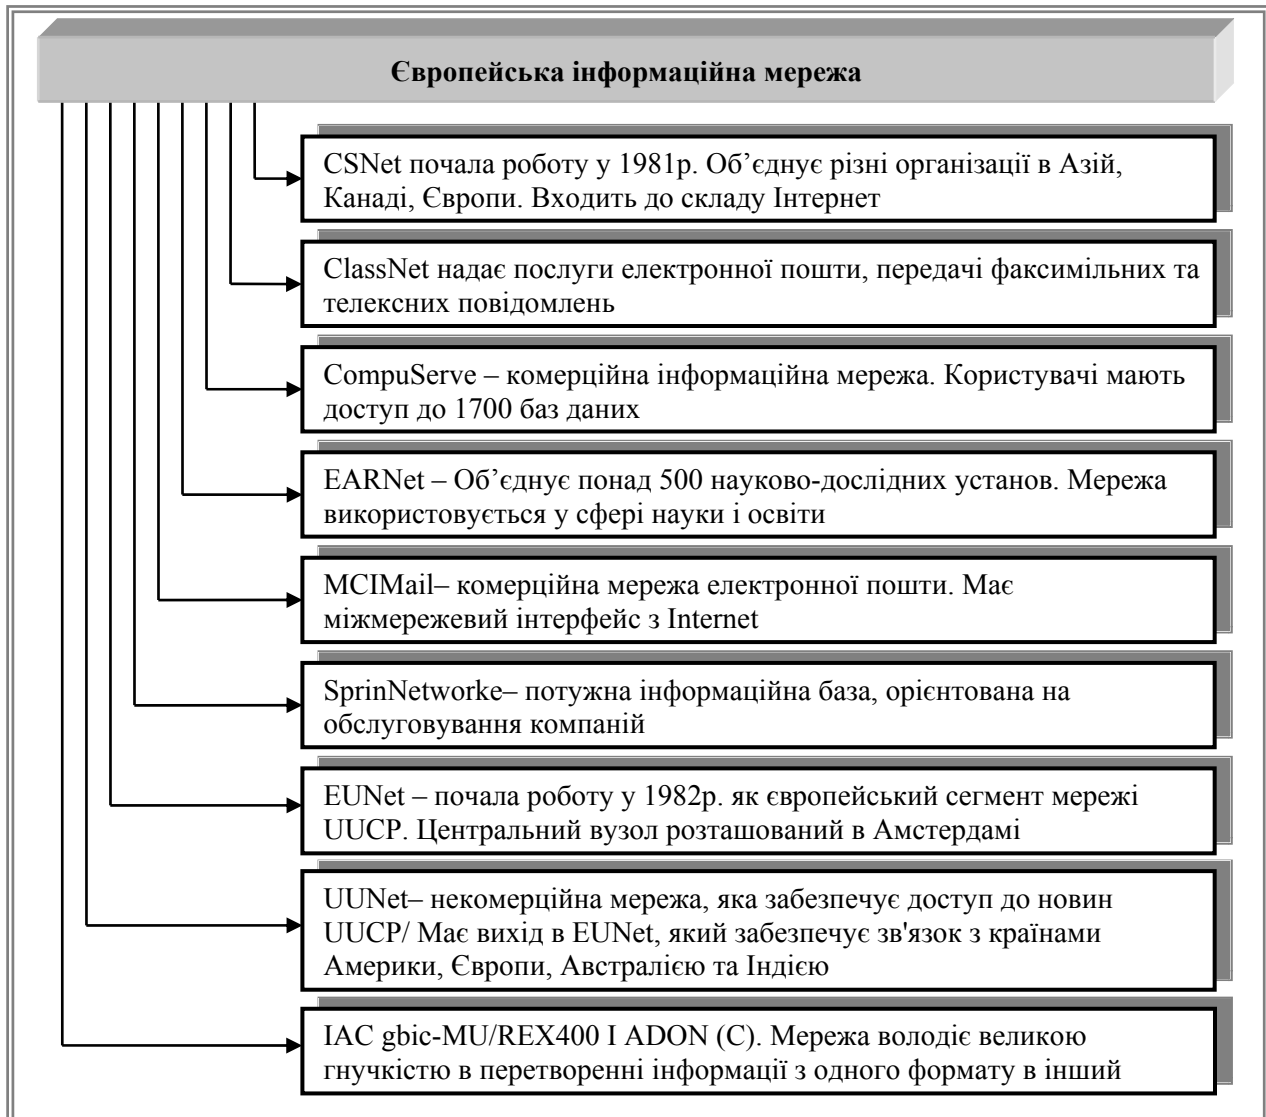 Європейська інформаційна мережа
CSNet почала роботу у 1981р. Об’єднує різні організації в Азій,
Канаді, Європи. Входить до складу Інтернет
ClassNet надає послуги електронної пошти, передачі факсимільних та
телексних повідомлень
CompuServe – комерційна інформаційна мережа. Користувачі мають
доступ до 1700 баз даних
EARNet – Об’єднує понад 500 науково-дослідних установ. Мережа
використовується у сфері науки і освіти
MCIMail– комерційна мережа електронної пошти. Має
міжмережевий інтерфейс з Internet
SprinNetworke– потужна інформаційна база, орієнтована на
обслуговування компаній
EUNet – почала роботу у 1982р. як європейський сегмент мережі
UUCP. Центральний вузол розташований в Амстердамі
UUNet– некомерційна мережа, яка забезпечує доступ до новин
UUCP/ Має вихід в EUNet, який забезпечує зв'язок з країнами
Америки, Європи, Австралією та Індією
IAC gbic-MU/REX400 I ADON (C). Мережа володіє великою
гнучкістю в перетворенні інформації з одного формату в інший